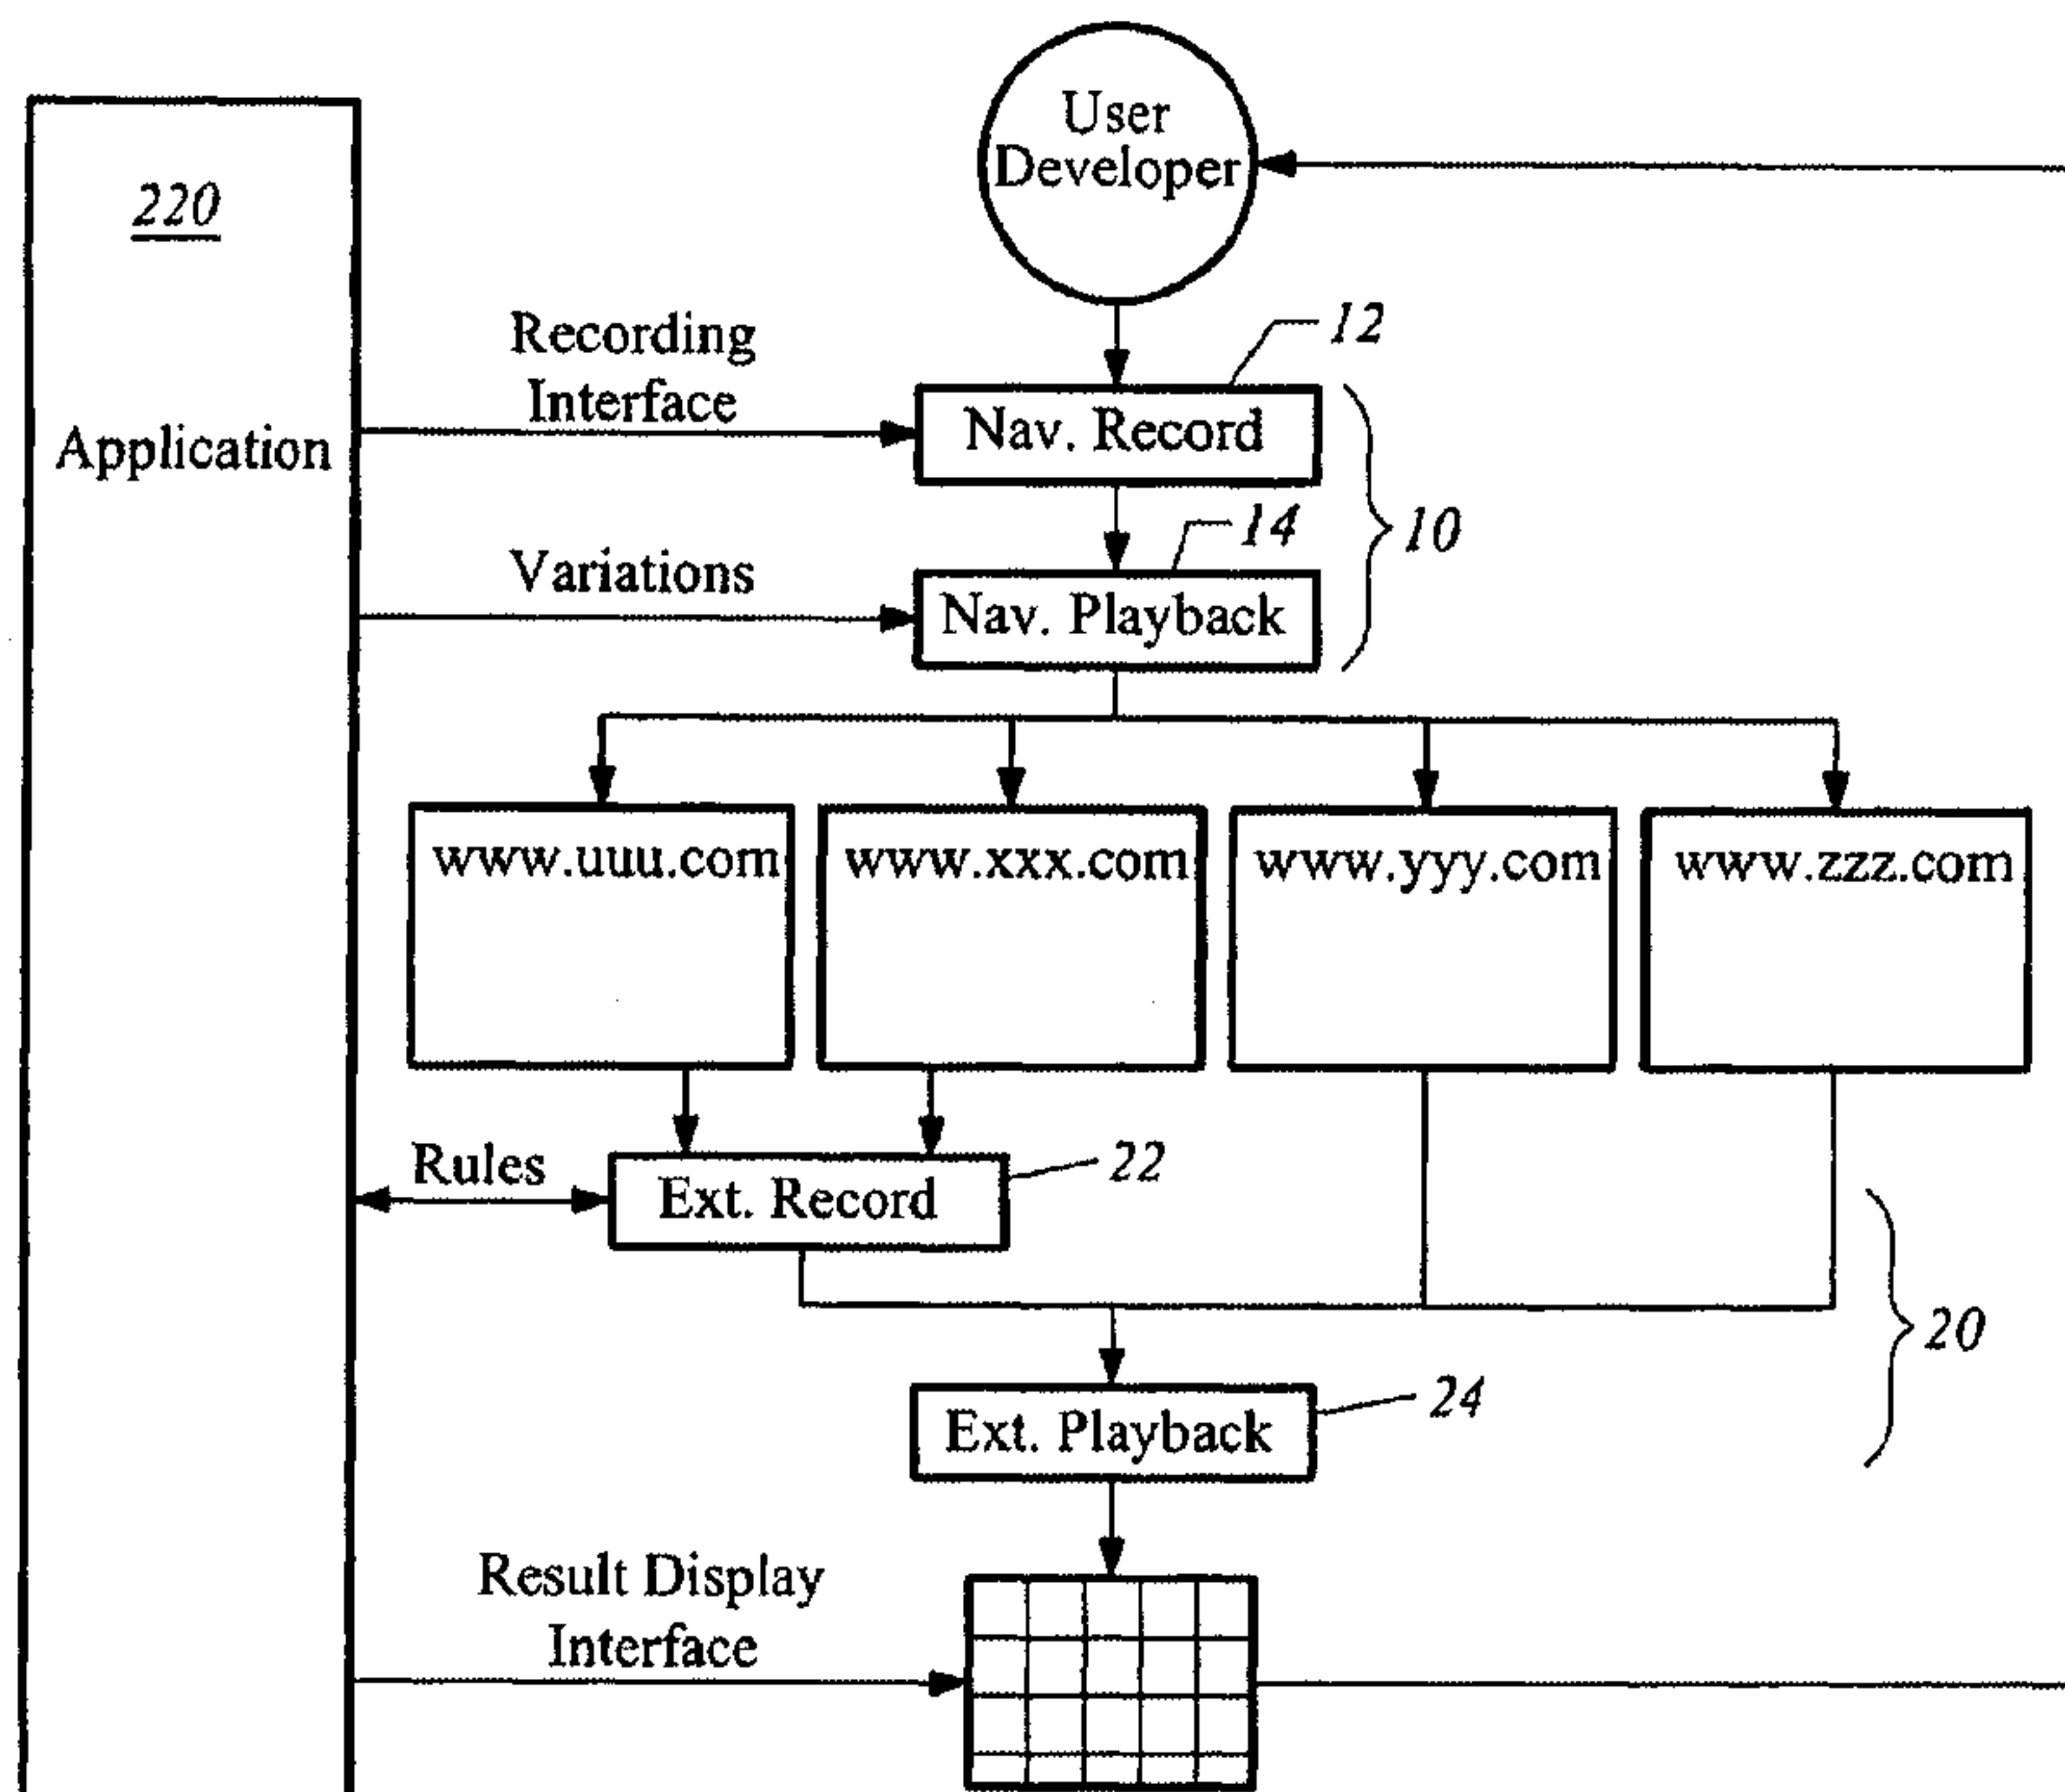 User
Developer
220
Application
Recording
Interface
12
Nav. Record
10
14
Variations
Nav. Playback
www.uuu.com
www.xxx.com
www.yyy.com
www.zzz.com
Rules
22
Ext. Record
20
24
Ext. Playback
Result Display
Interface